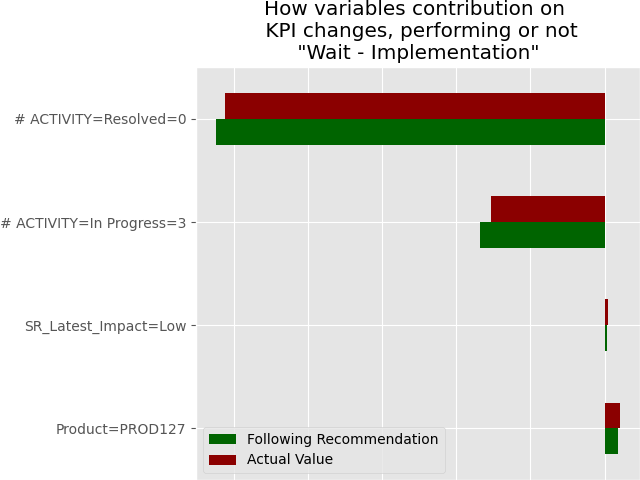 How variables contribution on
KPI changes, performing or not
"Wait - Implementation"
# ACTIVITY=Resolved=0
# ACTIVITY=In Progress=3
SR_Latest_Impact=Low
Product=PROD127
Following Recommendation
Actual Value